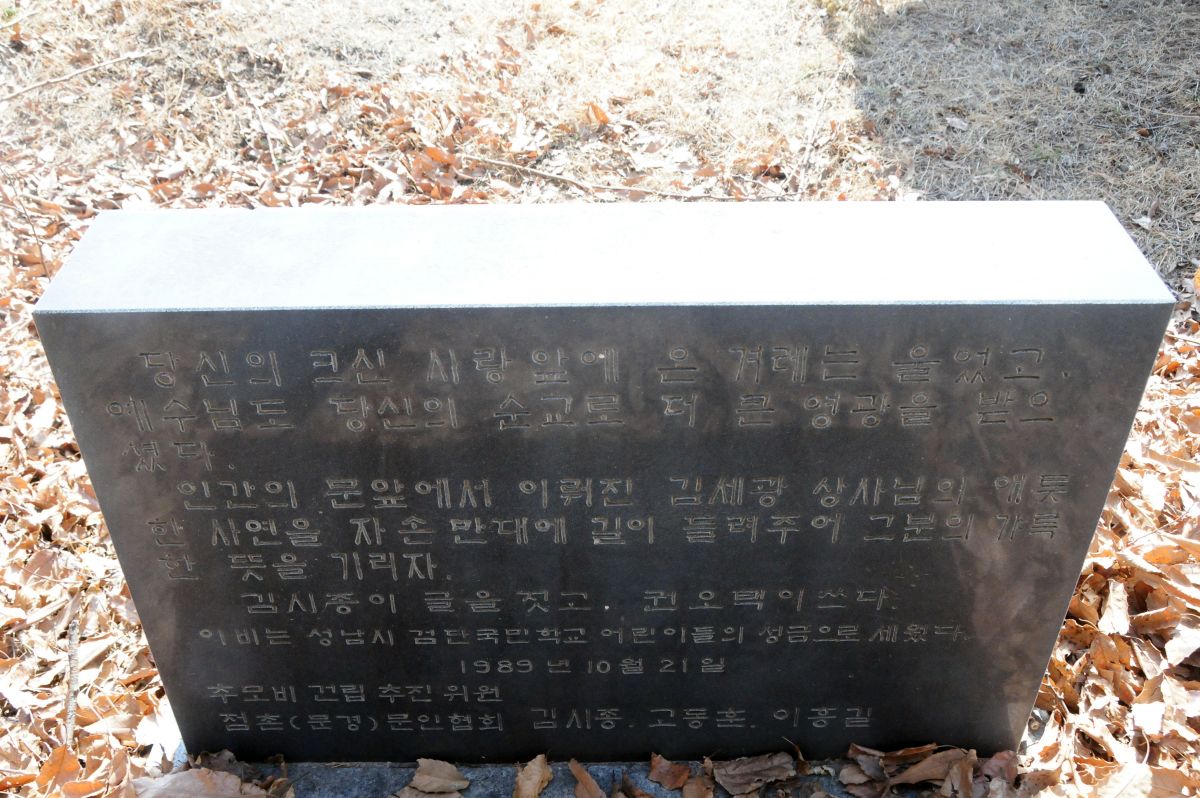 당신의 크신 사랑앞에 온 겨레는 울었고,
예수님도 당신의 순교로 더 큰 영광을 받으
셨다.
인간의 문앞에서 이뤄진 김세광 상사님의 애틋
한 사연을 자손만대에 길이 들려주어 그분의 갸륵
한 뜻을 기리자.
김시종이 글을 짓고, 권오택이 쓰다.
이비는 성남시 검단국민학교 어린이들의 성금으로 세웠다.
1989년 10월 21일
추모비 건립 추진 위원
점촌(문경)문인협회 김시종, 고동훈, 이흥길